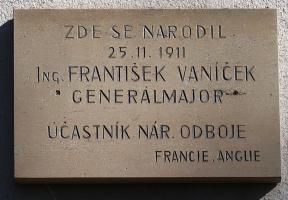 ZDE SE NARODIL
25.11.1911
ING. FRANTIŠEK VANÍČEK
GENERÁLMAJOR
ÚČASTNÍK NÁR. ODBOJE
FRANCIE, ANGLIE